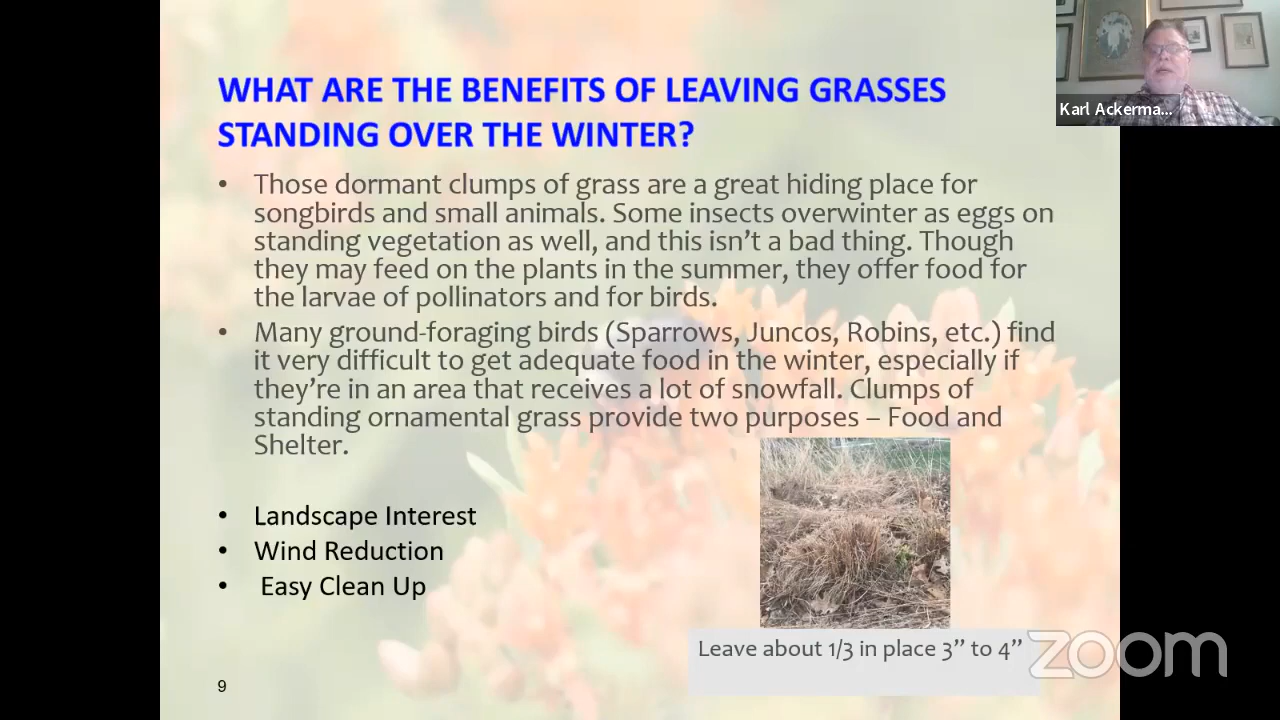 WHAT ARE THE BENEFITS OF LEAVING GRASSES
STANDING OVER THE WINTER?
• Those dormant clumps of grass are a great hiding place for
songbirds and small animals. Some insects overwinter as eggs on
standing vegetation as well, and this isn’t a bad thing. Though
they may feed on the plants in the summer, they offer food for
the larvae of pollinators and for birds.
• Many ground-foraging birds (Sparrows, Juncos, Robins, etc.) find
it very difficult to get adequate food in the winter, especially if
they’re in an area that receives a lot of snowfall. Clumps of
standing ornamental grass provide two purposes – Food and
Shelter.
• Landscape Interest
• Wind Reduction
• Easy Clean Up
Leave about 1/3 in place 3” to 4”
9
Karl Ackerma...
zoom